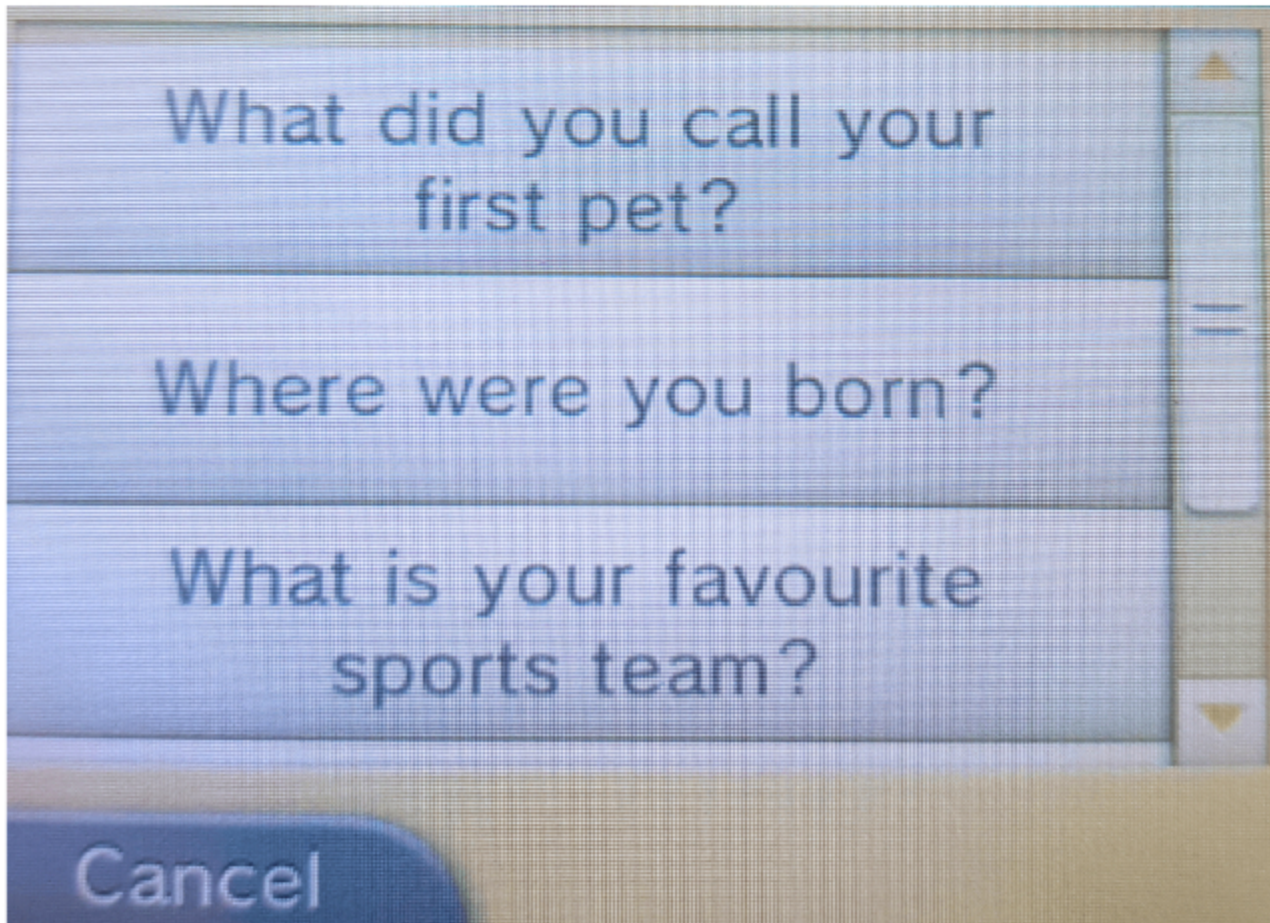 What did you call your
first pet?
Where were you born?
What is your favourite
sports team?
Cancel